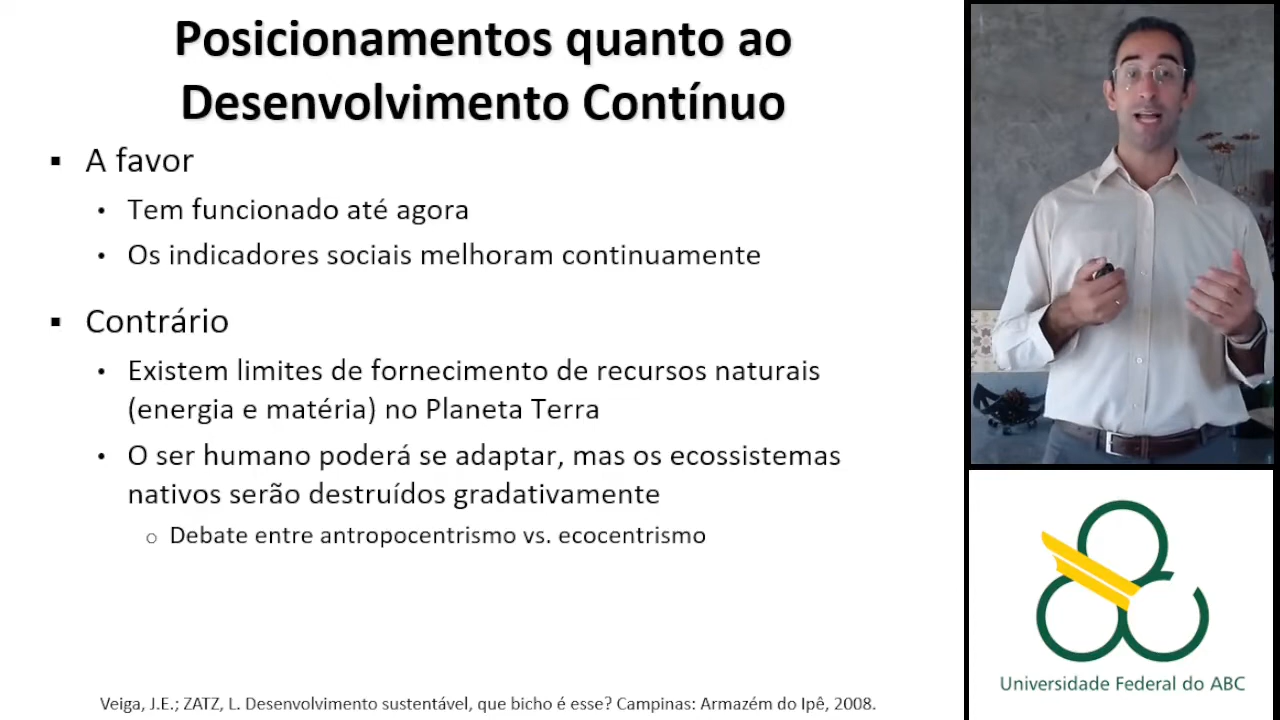 Posicionamentos quanto ao
Desenvolvimento Contínuo
▪ A favor
• Tem funcionado até agora
• Os indicadores sociais melhoram continuamente
▪ Contrário
• Existem limites de fornecimento de recursos naturais
(energia e matéria) no Planeta Terra
• O ser humano poderá se adaptar, mas os ecossistemas
nativos serão destruídos gradativamente
o Debate entre antropocentrismo vs. ecocentrismo
Veiga, J.E.; ZATZ, L. Desenvolvimento sustentável, que bicho é esse? Campinas: Armazém do Ipê, 2008.
Universidade Federal do ABC